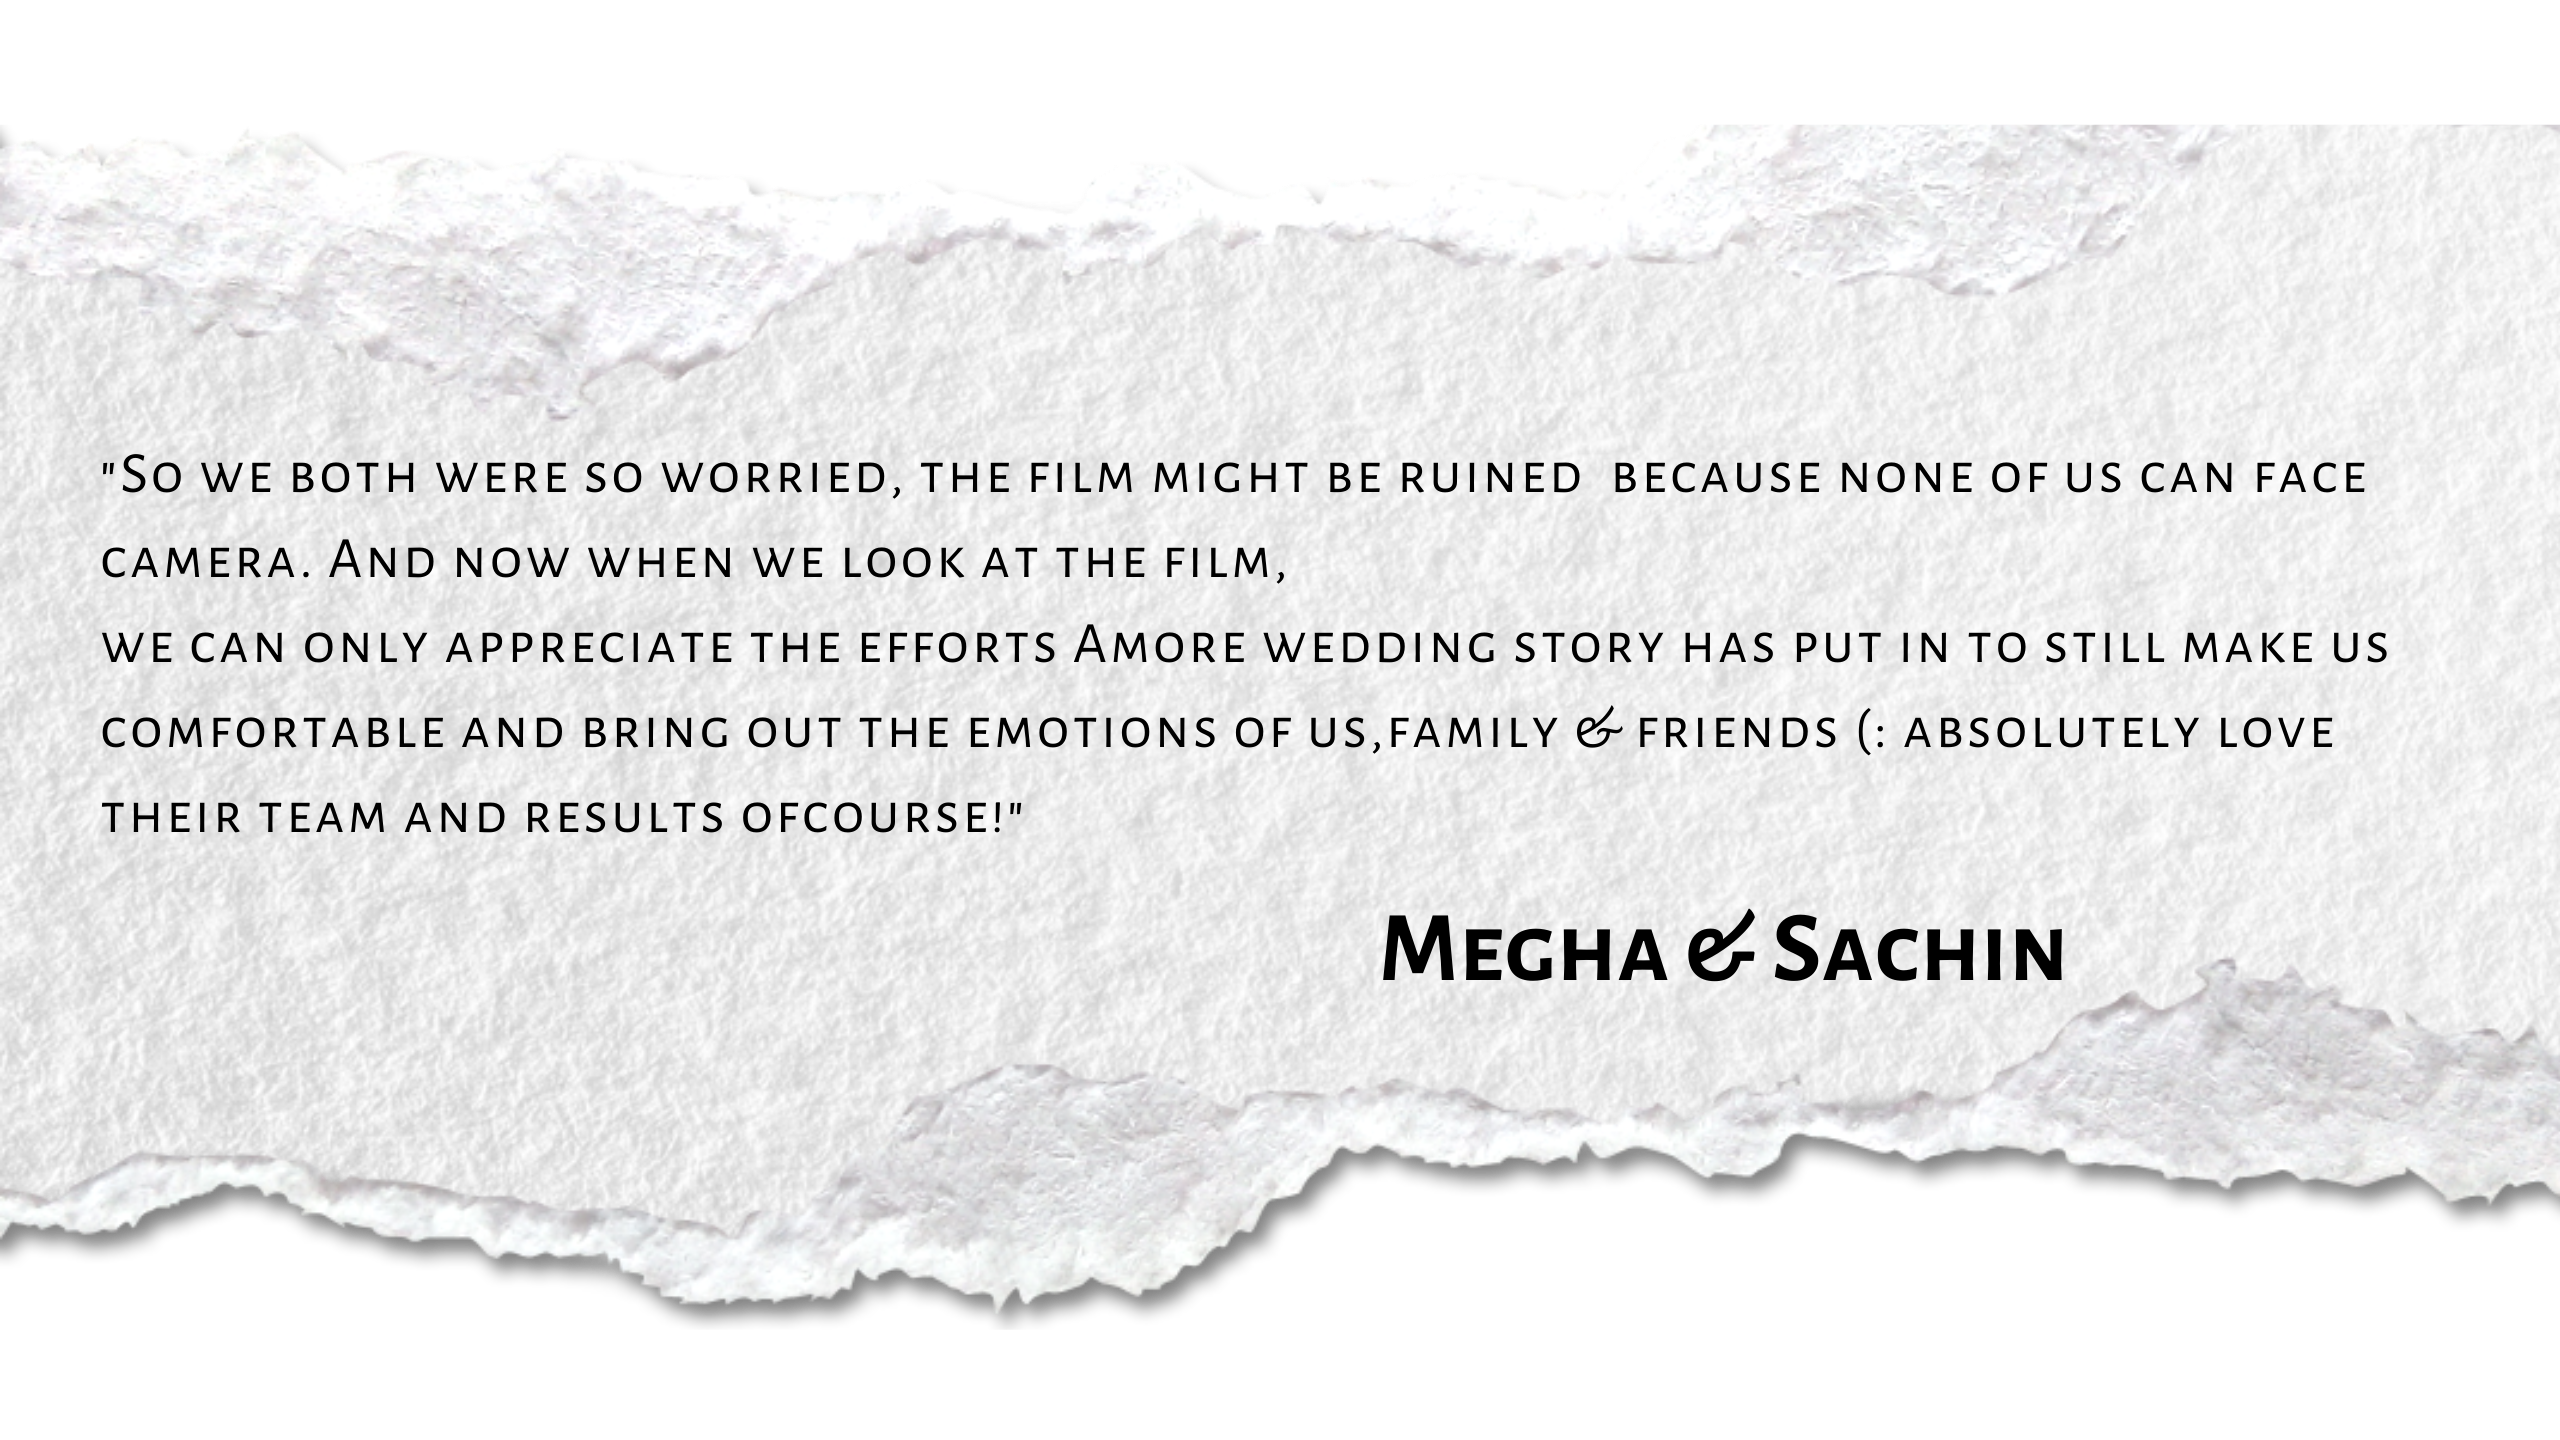 "So we both were so worried, the film might be ruined  because none of us can face
camera. And now when we look at the film,
we can only appreciate the efforts Amore wedding story has put in to still make us
comfortable and bring out the emotions of us,family & friends (: absolutely love
their team and results ofcourse!"
Megha & Sachin